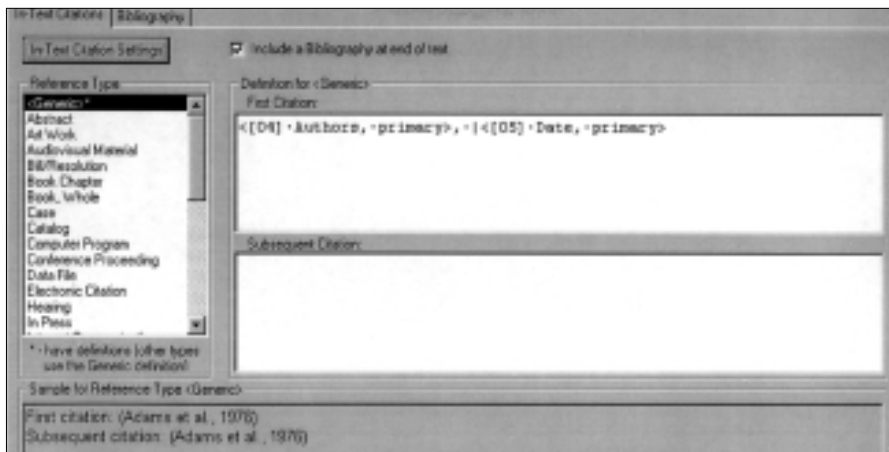 In-Text Citations Bibliography
In-Text Citation Settings
Include a Bibliography at end of text
Reference Type
<Generic>*
Abstract
Art Work
Audiovisual Material
Bill/Resolution
Book, Chapter
Book, Whole
Case
Catalog
Computer Program
Conference Proceeding
Data File
Electronic Citation
Hearing
In Press
* - have definitions (other types
use the Generic definition)
Definition for <Generic>
First Citation:
<[04]·Authors,·primary>,·|<[05]·Date,·primary>
Subsequent Citation:
Sample for Reference Type <Generic>
First citation: (Adams et al., 1976)
Subsequent citation: (Adams et al., 1976)